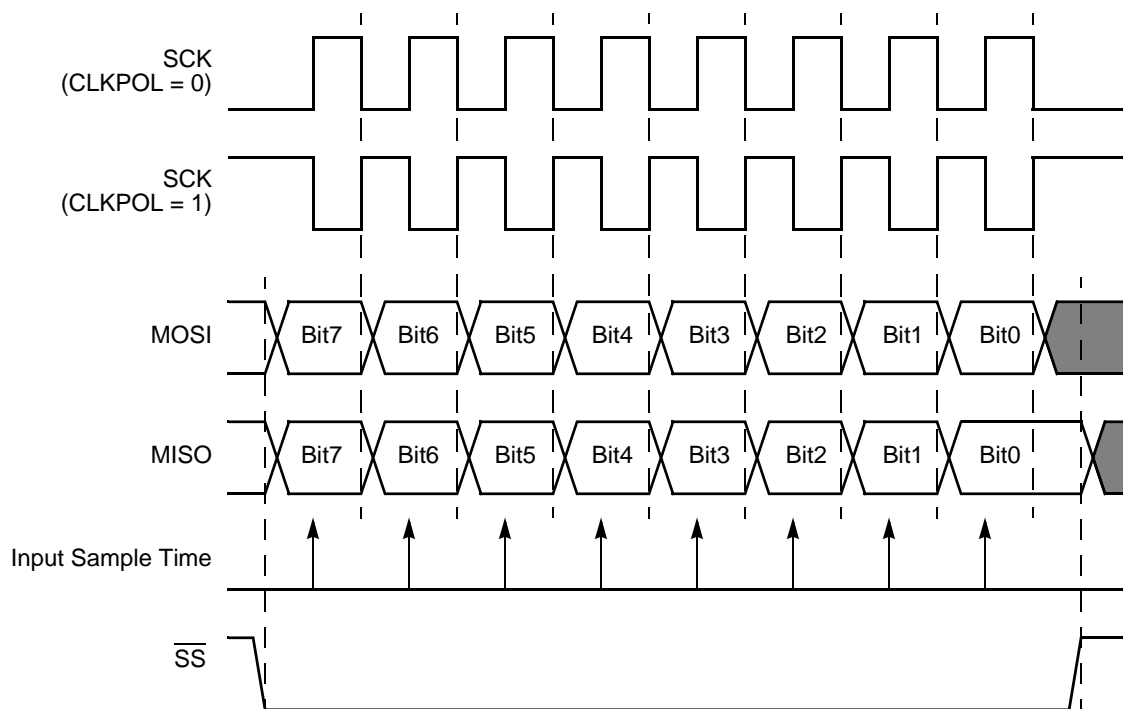 SCK
(CLKPOL = 0)
SCK
(CLKPOL = 1)
MOSI
Bit7 Bit6 Bit5 Bit4 Bit3 Bit2 Bit1 Bit0
MISO
Bit7 Bit6 Bit5 Bit4 Bit3 Bit2 Bit1 Bit0
Input Sample Time
SS